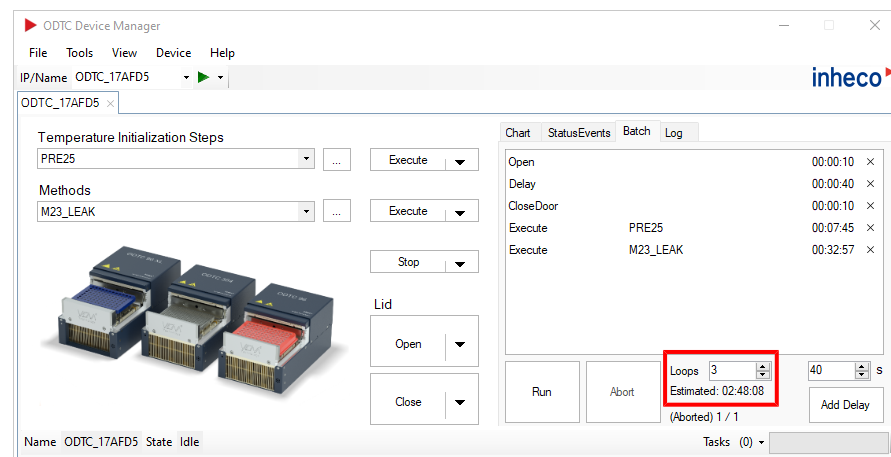 ODTC Device Manager
File Tools View Device Help
IP/Name ODTC_17AFD5
inheco
ODTC_17AFD5
Temperature Initialization Steps
PRE25 ... Execute
Methods
M23_LEAK ... Execute
Stop
Lid
Open
Close
Chart StatusEvents Batch Log
Open 00:00:10
Delay 00:00:40
CloseDoor 00:00:10
Execute PRE25 00:07:45
Execute M23_LEAK 00:32:57
Run
Abort
Loops 3
Estimated: 02:48:08
(Aborted) 1 / 1
40 s
Add Delay
Name ODTC_17AFD5 State Idle
Tasks (0)